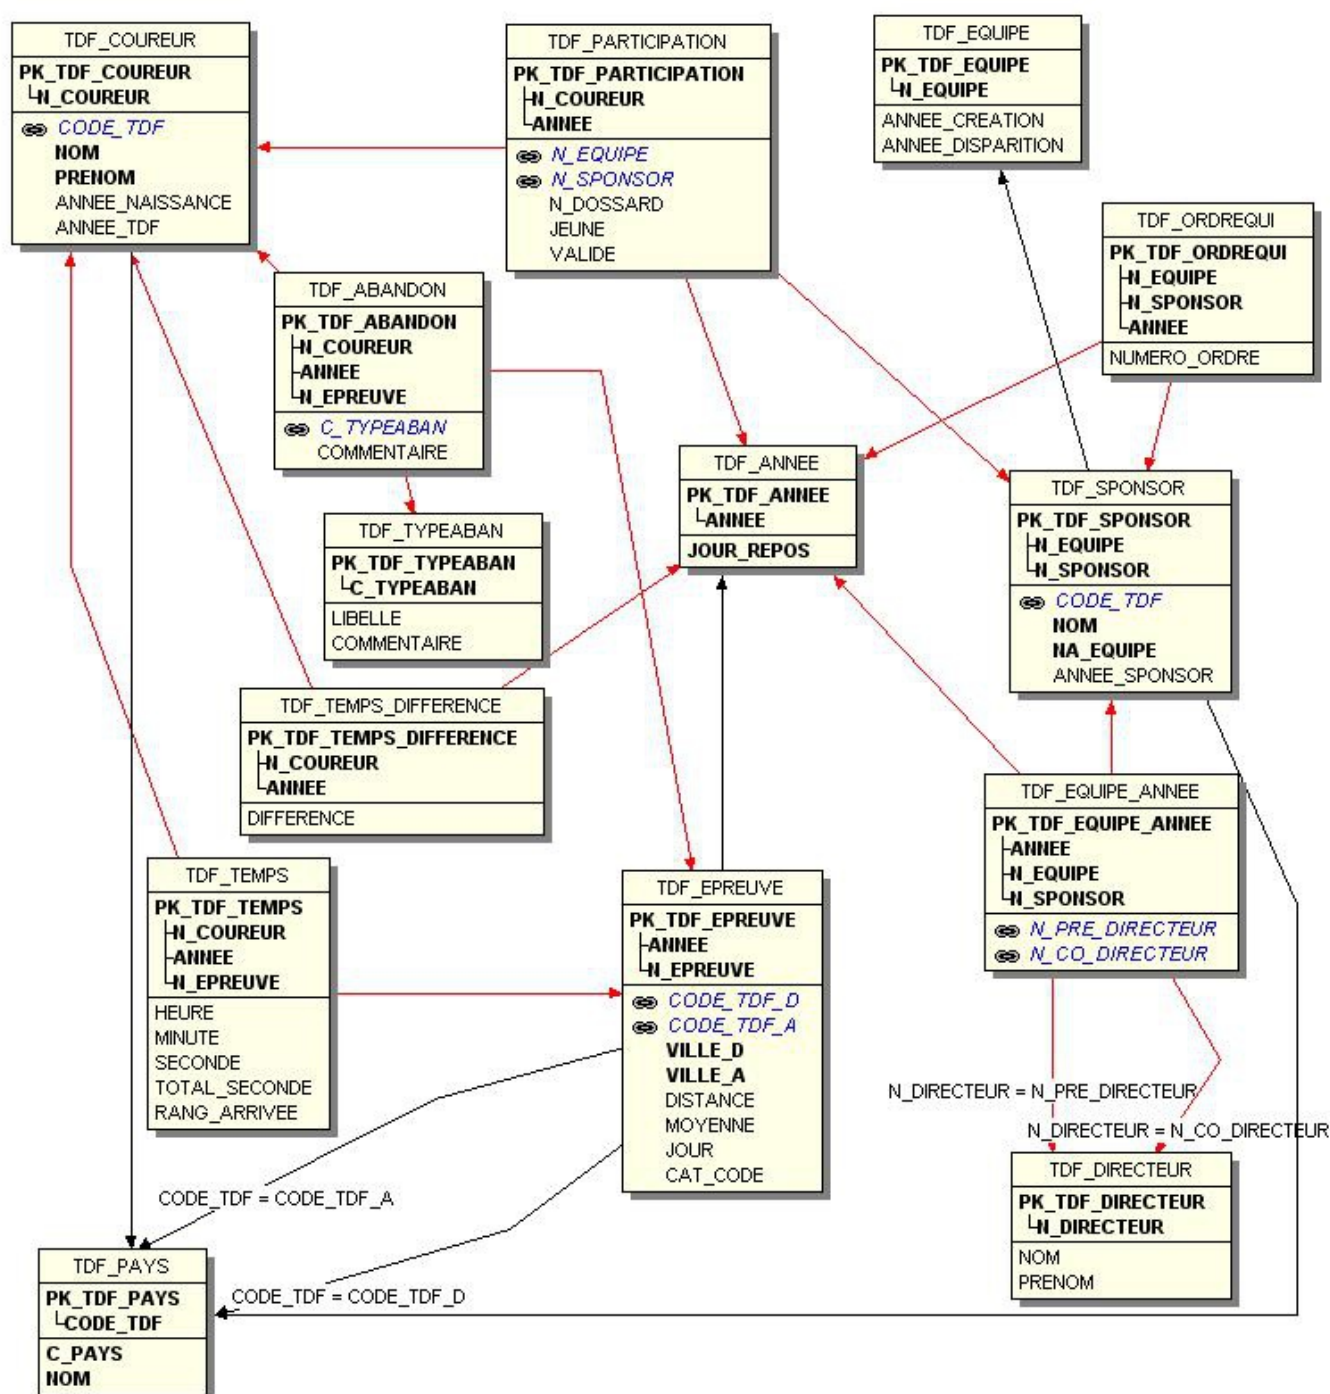 TDF_COUREUR
PK_TDF_COUREUR
N_COUREUR
CODE_TDF
NOM
PRENOM
ANNEE_NAISSANCE
ANNEE_TDF
TDF_PARTICIPATION
PK_TDF_PARTICIPATION
N_COUREUR
ANNEE
N_EQUIPE
N_SPONSOR
N_DOSSARD
JEUNE
VALIDE
TDF_EQUIPE
PK_TDF_EQUIPE
N_EQUIPE
ANNEE_CREATION
ANNEE_DISPARITION
TDF_ORDREQUI
PK_TDF_ORDREQUI
N_EQUIPE
N_SPONSOR
ANNEE
NUMERO_ORDRE
TDF_ABANDON
PK_TDF_ABANDON
N_COUREUR
ANNEE
N_EPREUVE
C_TYPEABAN
COMMENTAIRE
TDF_ANNEE
PK_TDF_ANNEE
ANNEE
JOUR_REPOS
TDF_SPONSOR
PK_TDF_SPONSOR
N_EQUIPE
N_SPONSOR
CODE_TDF
NOM
NA_EQUIPE
ANNEE_SPONSOR
TDF_TYPEABAN
PK_TDF_TYPEABAN
C_TYPEABAN
LIBELLE
COMMENTAIRE
TDF_TEMPS_DIFFERENCE
PK_TDF_TEMPS_DIFFERENCE
N_COUREUR
ANNEE
DIFFERENCE
TDF_EQUIPE_ANNEE
PK_TDF_EQUIPE_ANNEE
ANNEE
N_EQUIPE
N_SPONSOR
N_PRE_DIRECTEUR
N_CO_DIRECTEUR
TDF_TEMPS
PK_TDF_TEMPS
N_COUREUR
ANNEE
N_EPREUVE
HEURE
MINUTE
SECONDE
TOTAL_SECONDE
RANG_ARRIVEE
TDF_EPREUVE
PK_TDF_EPREUVE
ANNEE
N_EPREUVE
CODE_TDF_D
CODE_TDF_A
VILLE_D
VILLE_A
DISTANCE
MOYENNE
JOUR
CAT_CODE
N_DIRECTEUR = N_PRE_DIRECTEUR
N_DIRECTEUR = N_CO_DIRECTEUR
TDF_DIRECTEUR
PK_TDF_DIRECTEUR
N_DIRECTEUR
NOM
PRENOM
CODE_TDF = CODE_TDF_A
CODE_TDF = CODE_TDF_D
TDF_PAYS
PK_TDF_PAYS
CODE_TDF
C_PAYS
NOM